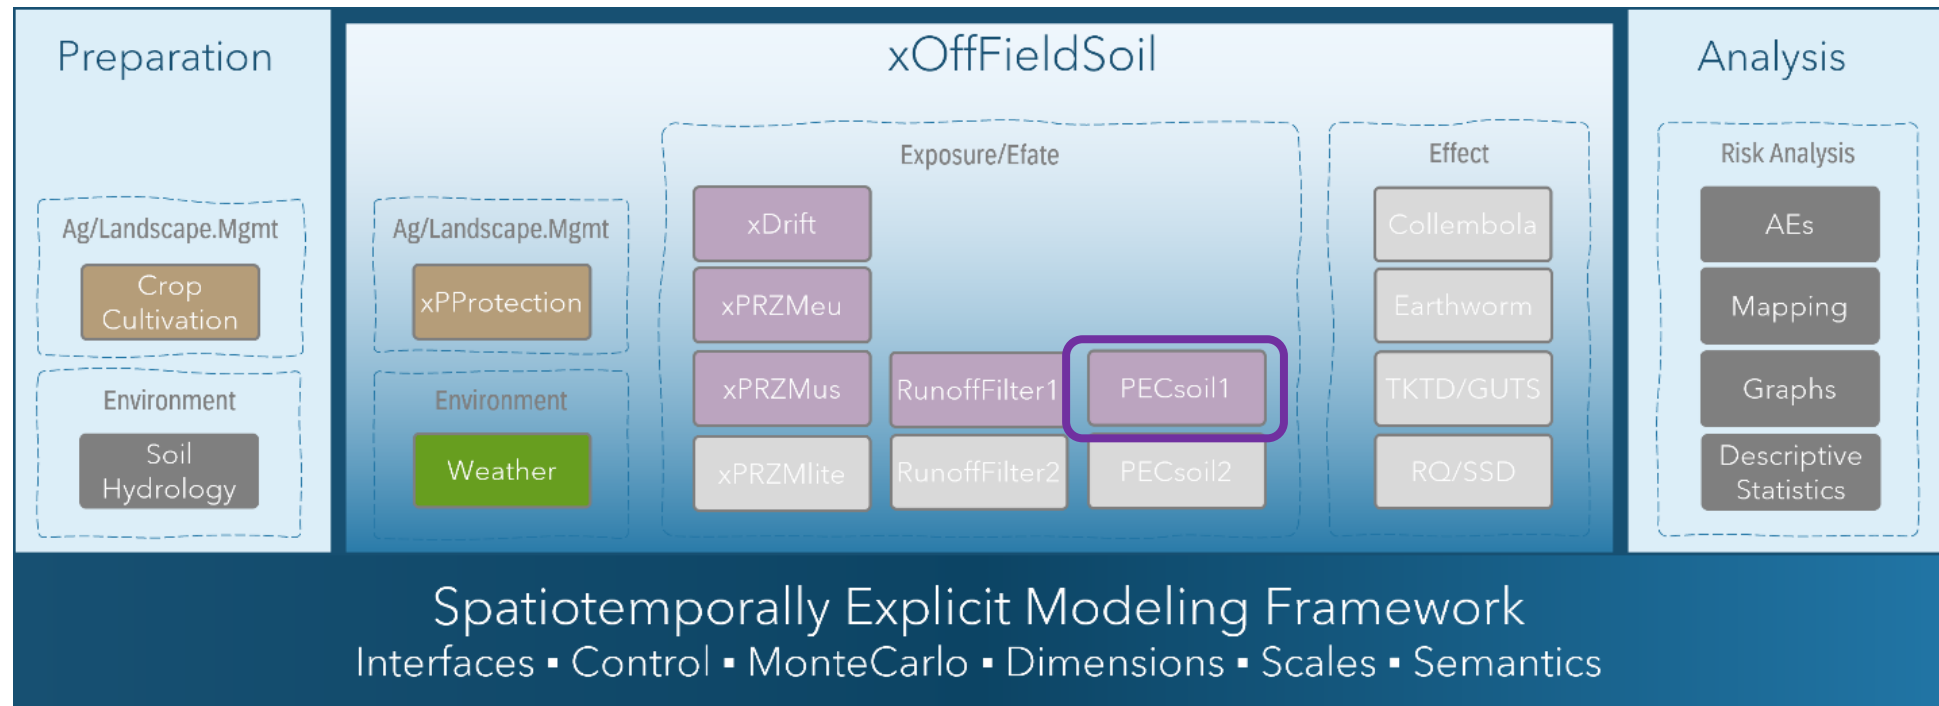 Preparation
Ag/Landscape.Mgmt
Crop
Cultivation
Environment
Soil
Hydrology
xOffFieldSoil
Ag/Landscape.Mgmt
xPProtection
Environment
Weather
Exposure/Efate
xDrift
xPRZMeu
xPRZMus
RunoffFilter1
PECsoil1
xPRZMlite
RunoffFilter2
PECsoil2
Effect
Collembola
Earthworm
TKTD/GUTS
RQ/SSD
Analysis
Risk Analysis
AEs
Mapping
Graphs
Descriptive
Statistics
Spatiotemporally Explicit Modeling Framework
Interfaces ▪ Control ▪ MonteCarlo ▪ Dimensions ▪ Scales ▪ Semantics